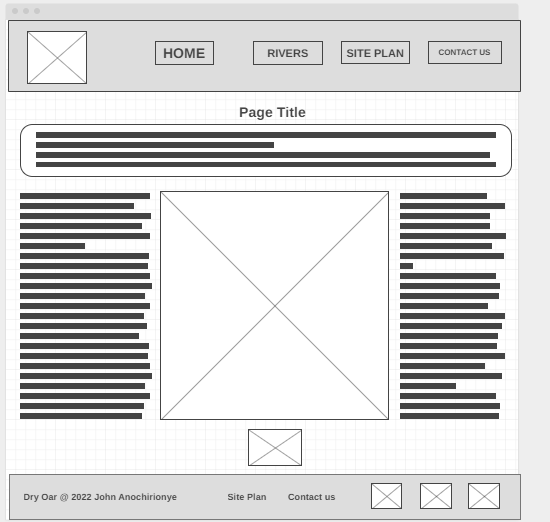 HOME RIVERS SITE PLAN CONTACT US
Page Title
Dry Oar @ 2022 John Anochirionye Site Plan Contact us